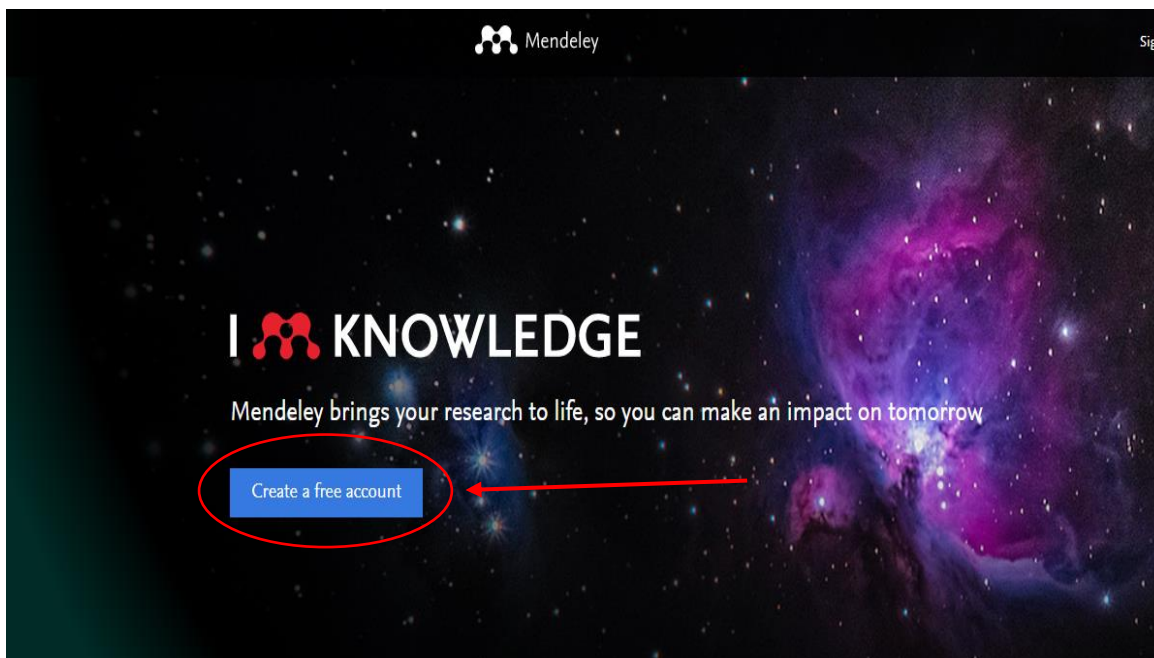 Mendeley
Sig
I KNOWLEDGE
Mendeley brings your research to life, so you can make an impact on tomorrow
Create a free account